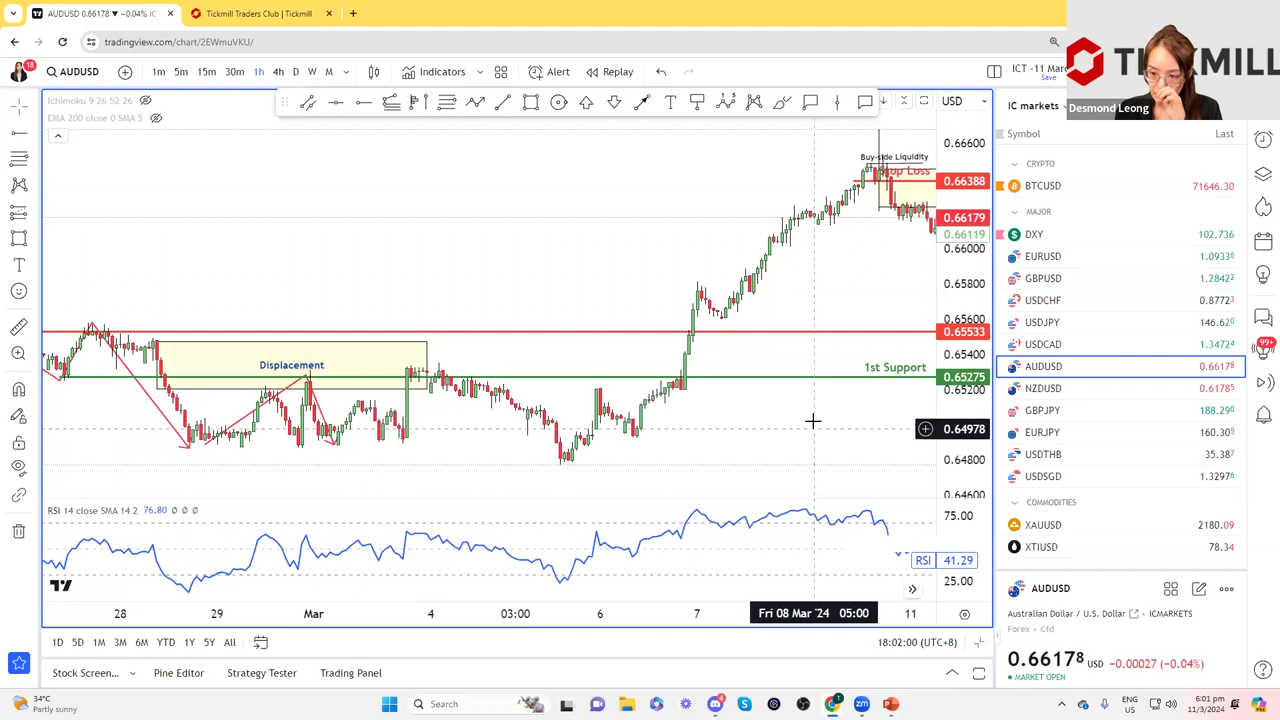 AUDUSD 0.66178 ▼ −0.04% IC
Tickmill Traders Club | Tickmill
tradingview.com/chart/2EWmuVKU/
18
AUDUSD
1m 5m 15m 30m 1h 4h D W M
Indicators
Alert
Replay
ICT - 11 Marc
Save
TICKMILL
Desmond Leong
Ichimoku 9 26 52 26
EMA 200 close 0 SMA 5
USD
IC markets
Symbol Last
CRYPTO
BTCUSD 71646.30
MAJOR
DXY 102.736
EURUSD 1.09336
GBPUSD 1.28422
USDCHF 0.87723
USDJPY 146.620
USDCAD 1.34724
AUDUSD 0.66178
NZDUSD 0.61785
GBPJPY 188.290
EURJPY 160.305
USDTHB 35.387
USDSGD 1.32976
COMMODITIES
XAUUSD 2180.09
XTIUSD 78.34
99+
Buy-side Liquidity
Stop Loss
Displacement
1st Support
0.66600
0.66388
0.66179
0.66119
0.66000
0.65800
0.65600
0.65533
0.65400
0.65275
0.65200
0.64978
0.64800
0.64600
RSI 14 close SMA 14 2 76.80 Ø Ø Ø
75.00
RSI 41.29
25.00
28 29 Mar 4 03:00 6 7 Fri 08 Mar '24 05:00 11
1D 5D 1M 3M 6M YTD 1Y 5Y All
18:02:00 (UTC+8)
Stock Screen...
Pine Editor
Strategy Tester
Trading Panel
AUDUSD
Australian Dollar / U.S. Dollar • ICMARKETS
Forex • Cfd
0.66178 USD −0.00027 (−0.04%)
MARKET OPEN
34°C
Partly sunny
Search
4
zm
ENG
US
6:01 pm
11/3/2024